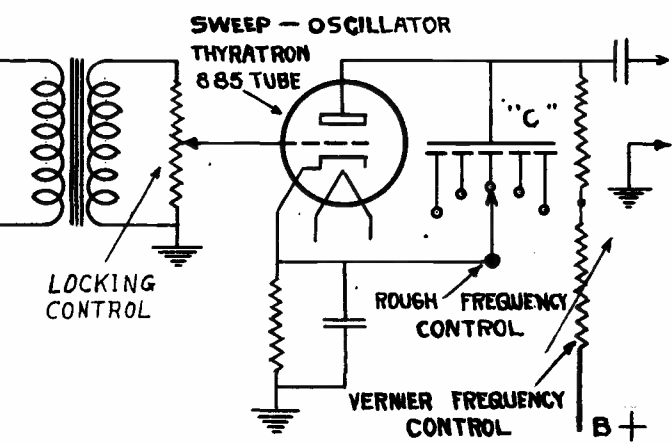 SWEEP - OSCILLATOR
THYRATRON
885 TUBE
"C"
LOCKING
CONTROL
ROUGH FREQUENCY
CONTROL
VERNIER FREQUENCY
CONTROL
B +